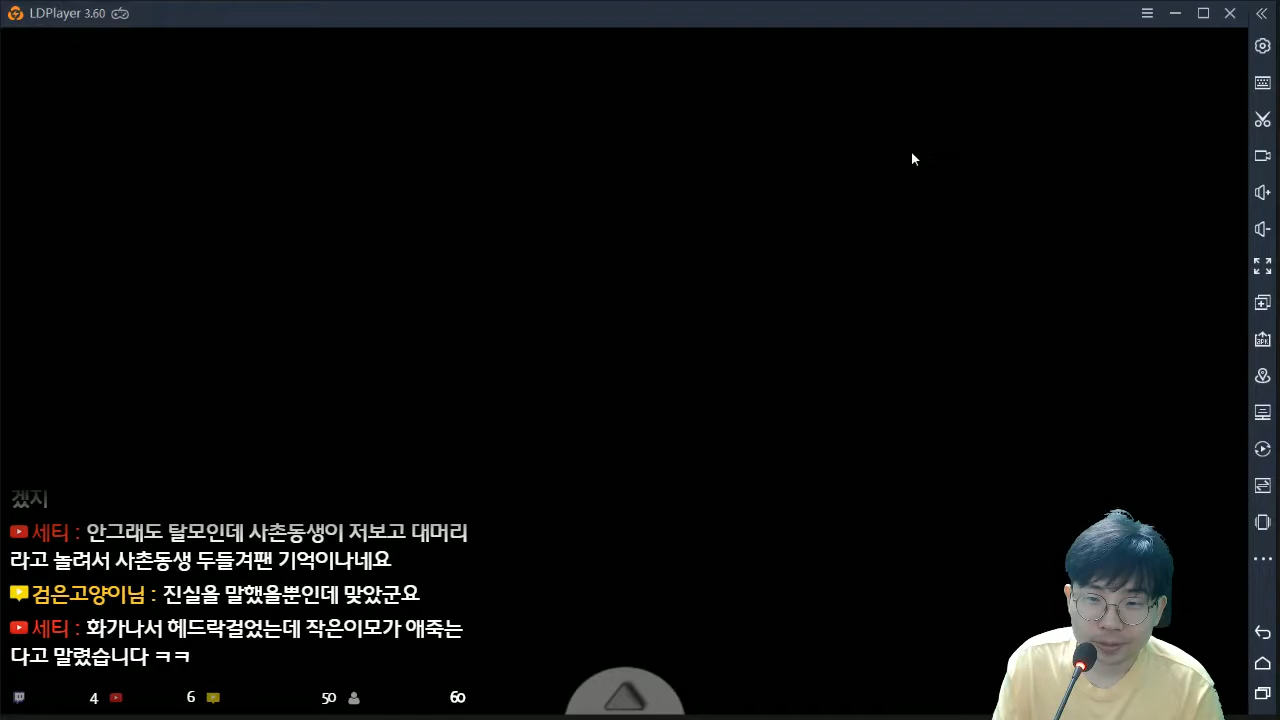 LDPlayer 3.60
겠지
세티 : 안그래도 탈모인데 사촌동생이 저보고 대머리
라고 놀려서 사촌동생 두들겨팬 기억이나네요
검은고양이님 : 진실을 말했을뿐인데 맞았군요
세티 : 화가나서 헤드락걸었는데 작은이모가 애죽는
다고 말렸습니다 ㅋㅋ
4 6 50 60